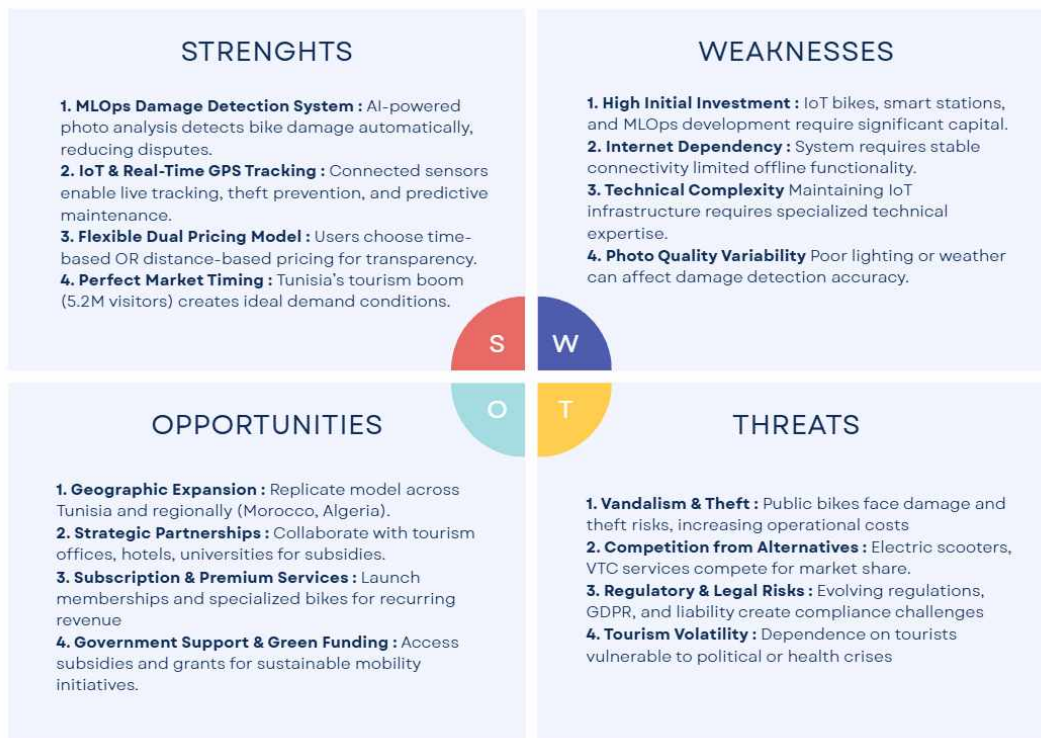 STRENGHTS
1. MLOps Damage Detection System : AI-powered
photo analysis detects bike damage automatically,
reducing disputes.
2. IoT & Real-Time GPS Tracking : Connected sensors
enable live tracking, theft prevention, and predictive
maintenance.
3. Flexible Dual Pricing Model : Users choose time-
based OR distance-based pricing for transparency.
4. Perfect Market Timing : Tunisia's tourism boom
(5.2M visitors) creates ideal demand conditions.
S
WEAKNESSES
1. High Initial Investment : IoT bikes, smart stations,
and MLOps development require significant capital.
2. Internet Dependency : System requires stable
connectivity limited offline functionality.
3. Technical Complexity Maintaining IoT
infrastructure requires specialized technical
expertise.
4. Photo Quality Variability Poor lighting or weather
can affect damage detection accuracy.
W
OPPORTUNITIES
O
1. Geographic Expansion : Replicate model across
Tunisia and regionally (Morocco, Algeria).
2. Strategic Partnerships : Collaborate with tourism
offices, hotels, universities for subsidies.
3. Subscription & Premium Services : Launch
memberships and specialized bikes for recurring
revenue
4. Government Support & Green Funding : Access
subsidies and grants for sustainable mobility
initiatives.
T
THREATS
1. Vandalism & Theft : Public bikes face damage and
theft risks, increasing operational costs
2. Competition from Alternatives : Electric scooters,
VTC services compete for market share.
3. Regulatory & Legal Risks : Evolving regulations,
GDPR, and liability create compliance challenges
4. Tourism Volatility : Dependence on tourists
vulnerable to political or health crises